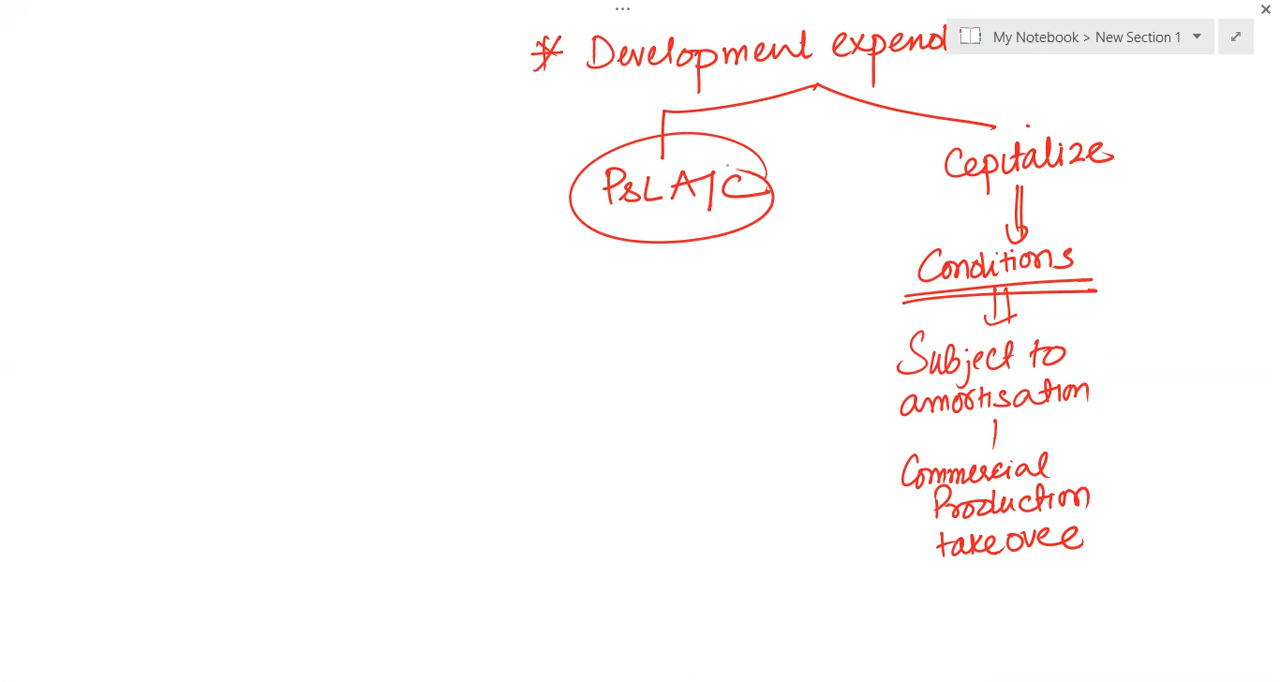 ...
* Development expend
My Notebook > New Section 1
P&L A/C
Capitalize
Conditions
Subject to
amortisation
Commercial
Production
takeover